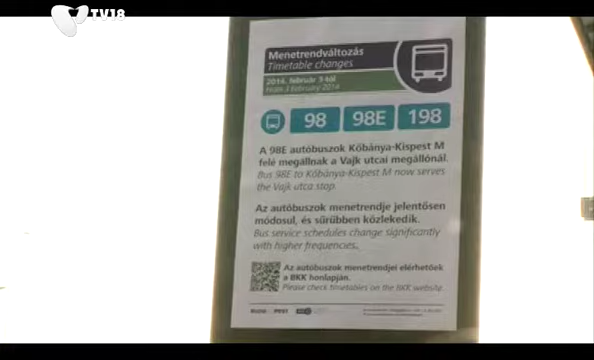 TV18
Menetrendváltozás
Timetable changes
2014. február 3-tól
From 3 February 2014
98 98E 198
A 98E autóbuszok Kőbánya-Kispest M
felé megállnak a Vajk utcai megállónál.
Bus 98E to Kőbánya-Kispest M now serves
the Vajk utca stop.
Az autóbuszok menetrendje jelentősen
módosul, és sűrűbben közlekedik.
Bus service schedules change significantly
with higher frequencies.
Az autóbuszok menetrendjei elérhetőek
a BKK honlapján.
Please check timetables on the BKK website.